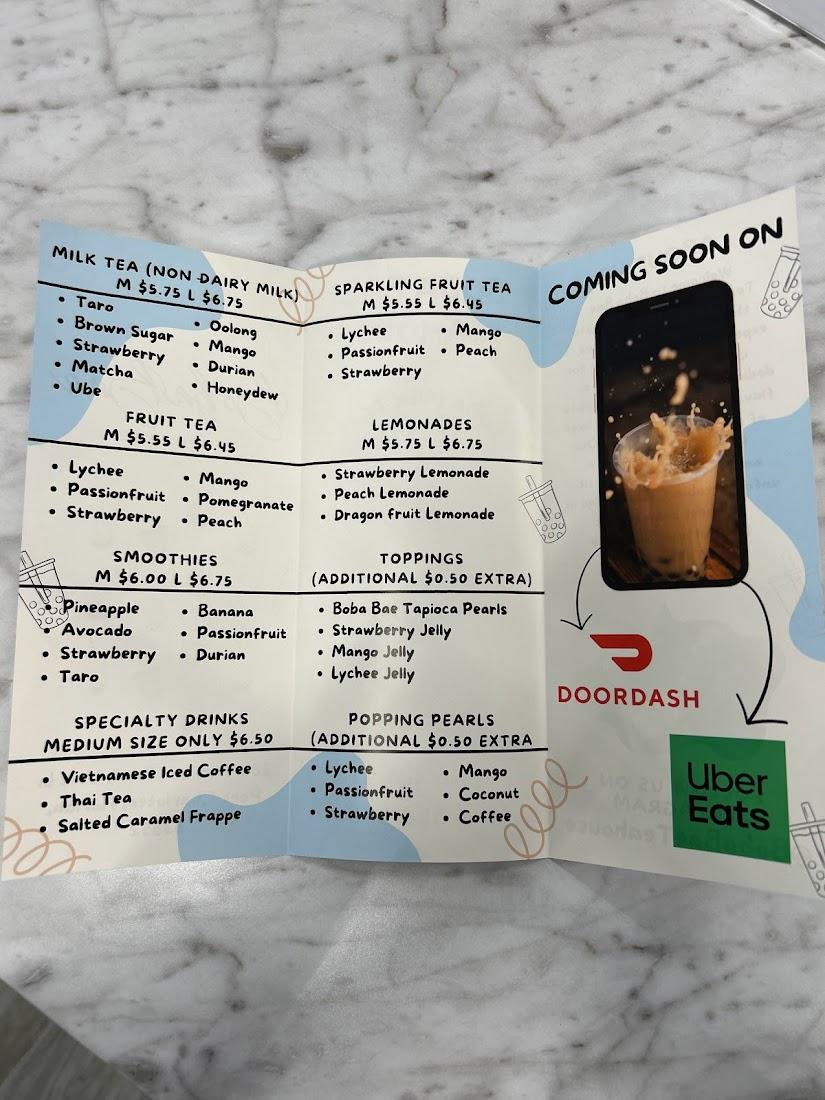 MILK TEA (NON DAIRY MILK)
M $5.75 L $6.75
• Taro
• Brown Sugar
• Strawberry
• Matcha
• Ube
• Oolong
• Mango
• Durian
• Honeydew
FRUIT TEA
M $5.55 L $6.45
• Lychee
• Passionfruit
• Strawberry
• Mango
• Pomegranate
• Peach
SMOOTHIES
M $6.00 L $6.75
• Pineapple
• Avocado
• Strawberry
• Taro
• Banana
• Passionfruit
• Durian
SPECIALTY DRINKS
MEDIUM SIZE ONLY $6.50
• Vietnamese Iced Coffee
• Thai Tea
• Salted Caramel Frappe
SPARKLING FRUIT TEA
M $5.55 L $6.45
• Lychee
• Passionfruit
• Strawberry
• Mango
• Peach
LEMONADES
M $5.75 L $6.75
• Strawberry Lemonade
• Peach Lemonade
• Dragon fruit Lemonade
TOPPINGS
(ADDITIONAL $0.50 EXTRA)
• Boba Bae Tapioca Pearls
• Strawberry Jelly
• Mango Jelly
• Lychee Jelly
POPPING PEARLS
(ADDITIONAL $0.50 EXTRA
• Lychee
• Passionfruit
• Strawberry
• Mango
• Coconut
• Coffee
COMING SOON ON
DOORDASH
Uber
Eats